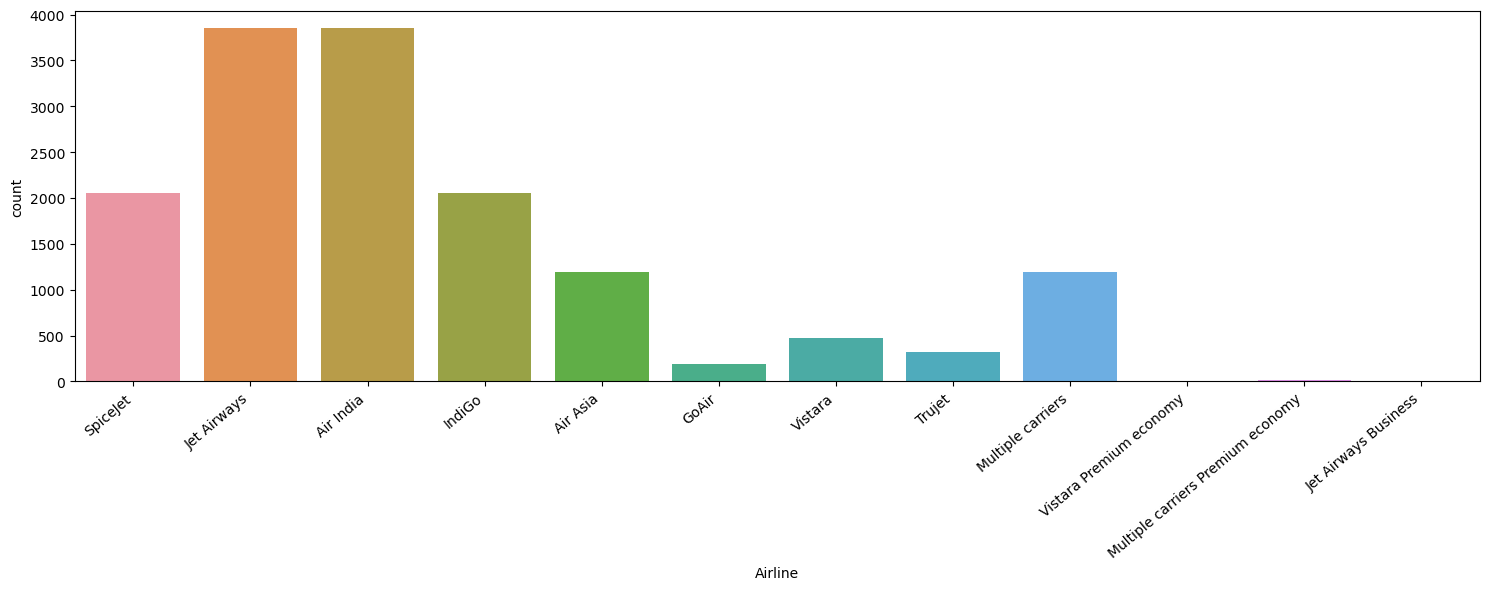 4000
3500
3000
2500
2000
1500
1000
500
0
count
SpiceJet
Jet Airways
Air India
IndiGo
Air Asia
GoAir
Vistara
Trujet
Multiple carriers
Vistara Premium economy
Multiple carriers Premium economy
Jet Airways Business
Airline